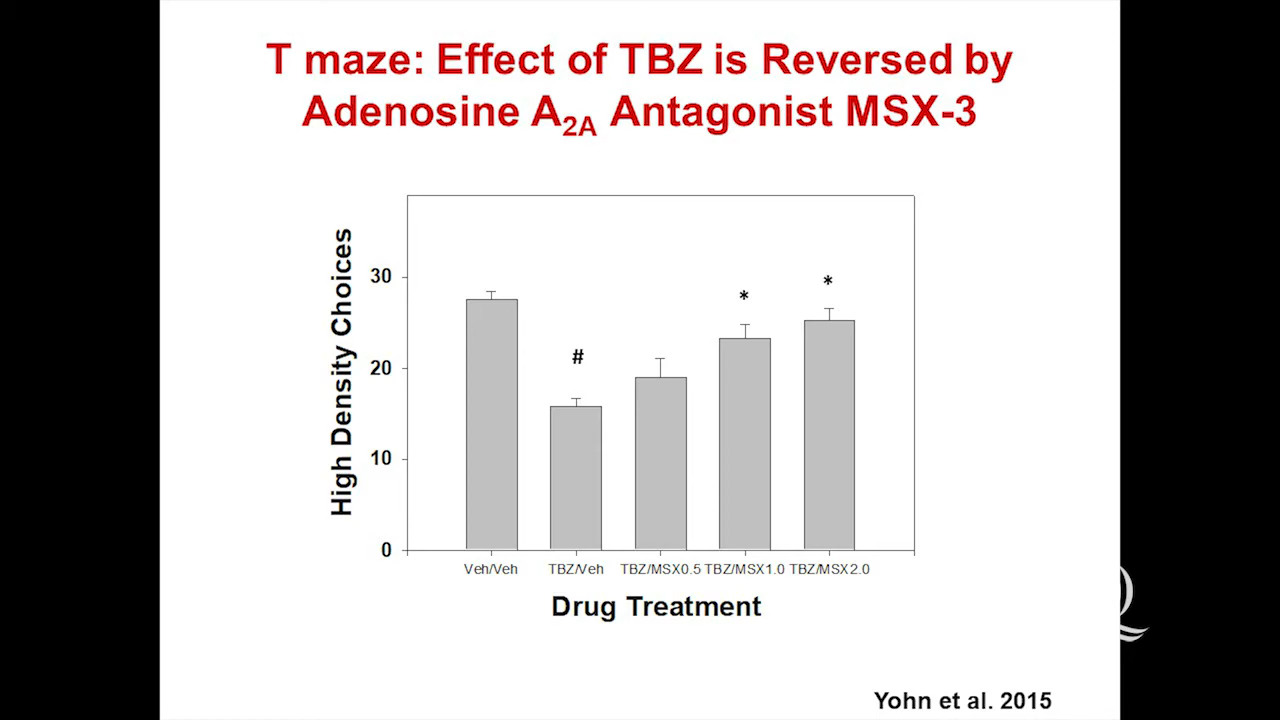 T maze: Effect of TBZ is Reversed by
Adenosine A2A Antagonist MSX-3
High Density Choices
30
20
10
0
#
*
*
Veh/Veh TBZ/Veh TBZ/MSX0.5 TBZ/MSX1.0 TBZ/MSX2.0
Drug Treatment
Yohn et al. 2015